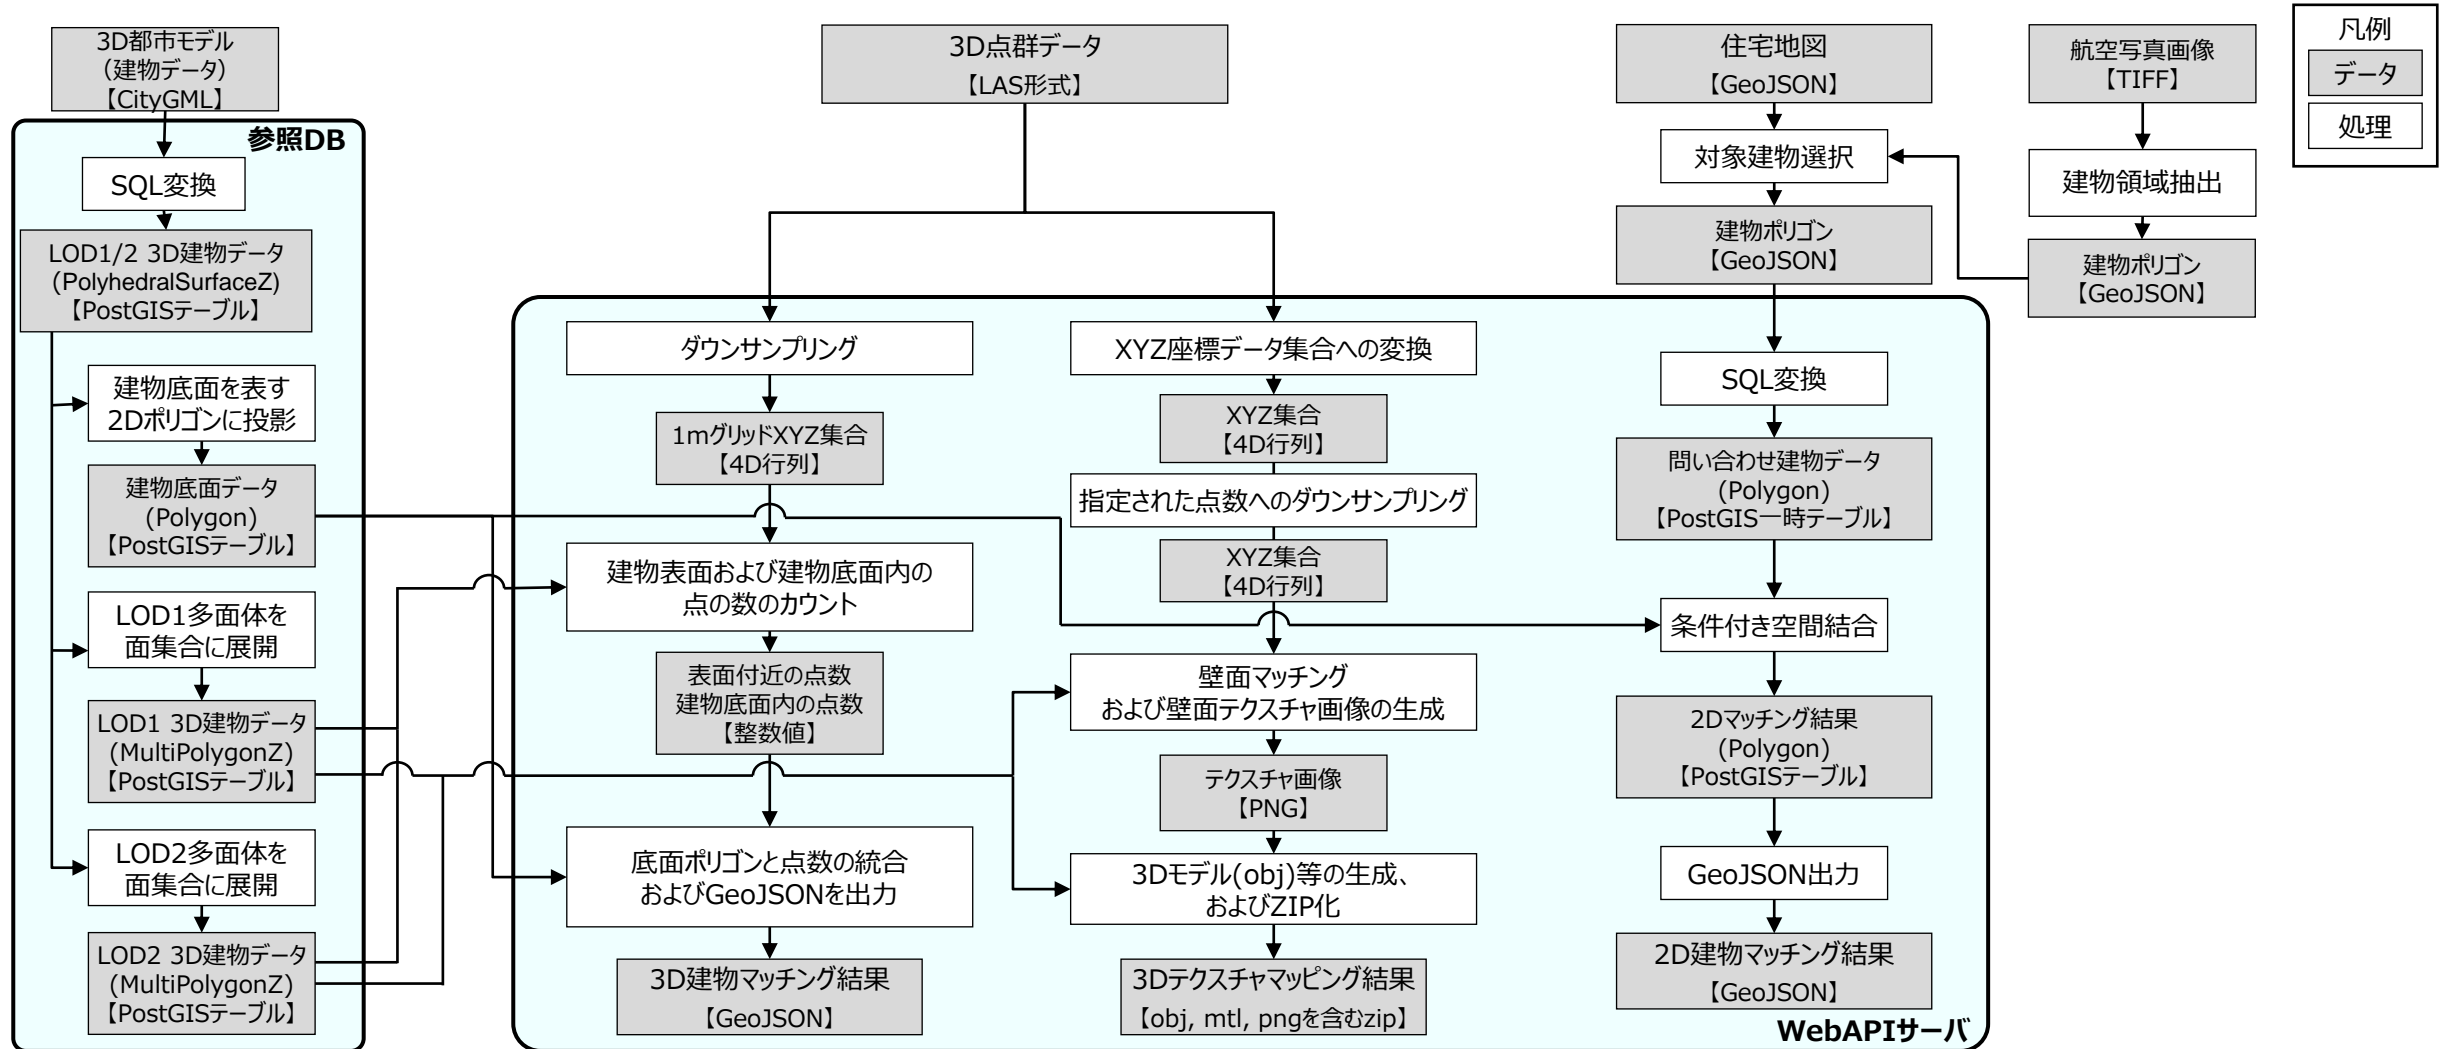 3D都市モデル
(建物データ)
【CityGML】
参照DB
SQL変換
LOD1/2 3D建物データ
(PolyhedralSurfaceZ)
【PostGISテーブル】
建物底面を表す
2Dポリゴンに投影
建物底面データ
(Polygon)
【PostGISテーブル】
LOD1多面体を
面集合に展開
LOD1 3D建物データ
(MultiPolygonZ)
【PostGISテーブル】
LOD2多面体を
面集合に展開
LOD2 3D建物データ
(MultiPolygonZ)
【PostGISテーブル】
3D点群データ
【LAS形式】
ダウンサンプリング
1mグリッドXYZ集合
【4D行列】
建物表面および建物底面内の
点の数のカウント
表面付近の点数
建物底面内の点数
【整数値】
底面ポリゴンと点数の統合
およびGeoJSONを出力
3D建物マッチング結果
【GeoJSON】
XYZ座標データ集合への変換
XYZ集合
【4D行列】
指定された点数へのダウンサンプリング
XYZ集合
【4D行列】
壁面マッチング
および壁面テクスチャ画像の生成
テクスチャ画像
【PNG】
3Dモデル(obj)等の生成、
およびZIP化
3Dテクスチャマッピング結果
【obj, mtl, pngを含むzip】
住宅地図
【GeoJSON】
対象建物選択
建物ポリゴン
【GeoJSON】
SQL変換
問い合わせ建物データ
(Polygon)
【PostGIS一時テーブル】
条件付き空間結合
2Dマッチング結果
(Polygon)
【PostGISテーブル】
GeoJSON出力
2D建物マッチング結果
【GeoJSON】
WebAPIサーバ
航空写真画像
【TIFF】
建物領域抽出
建物ポリゴン
【GeoJSON】
凡例
データ
処理